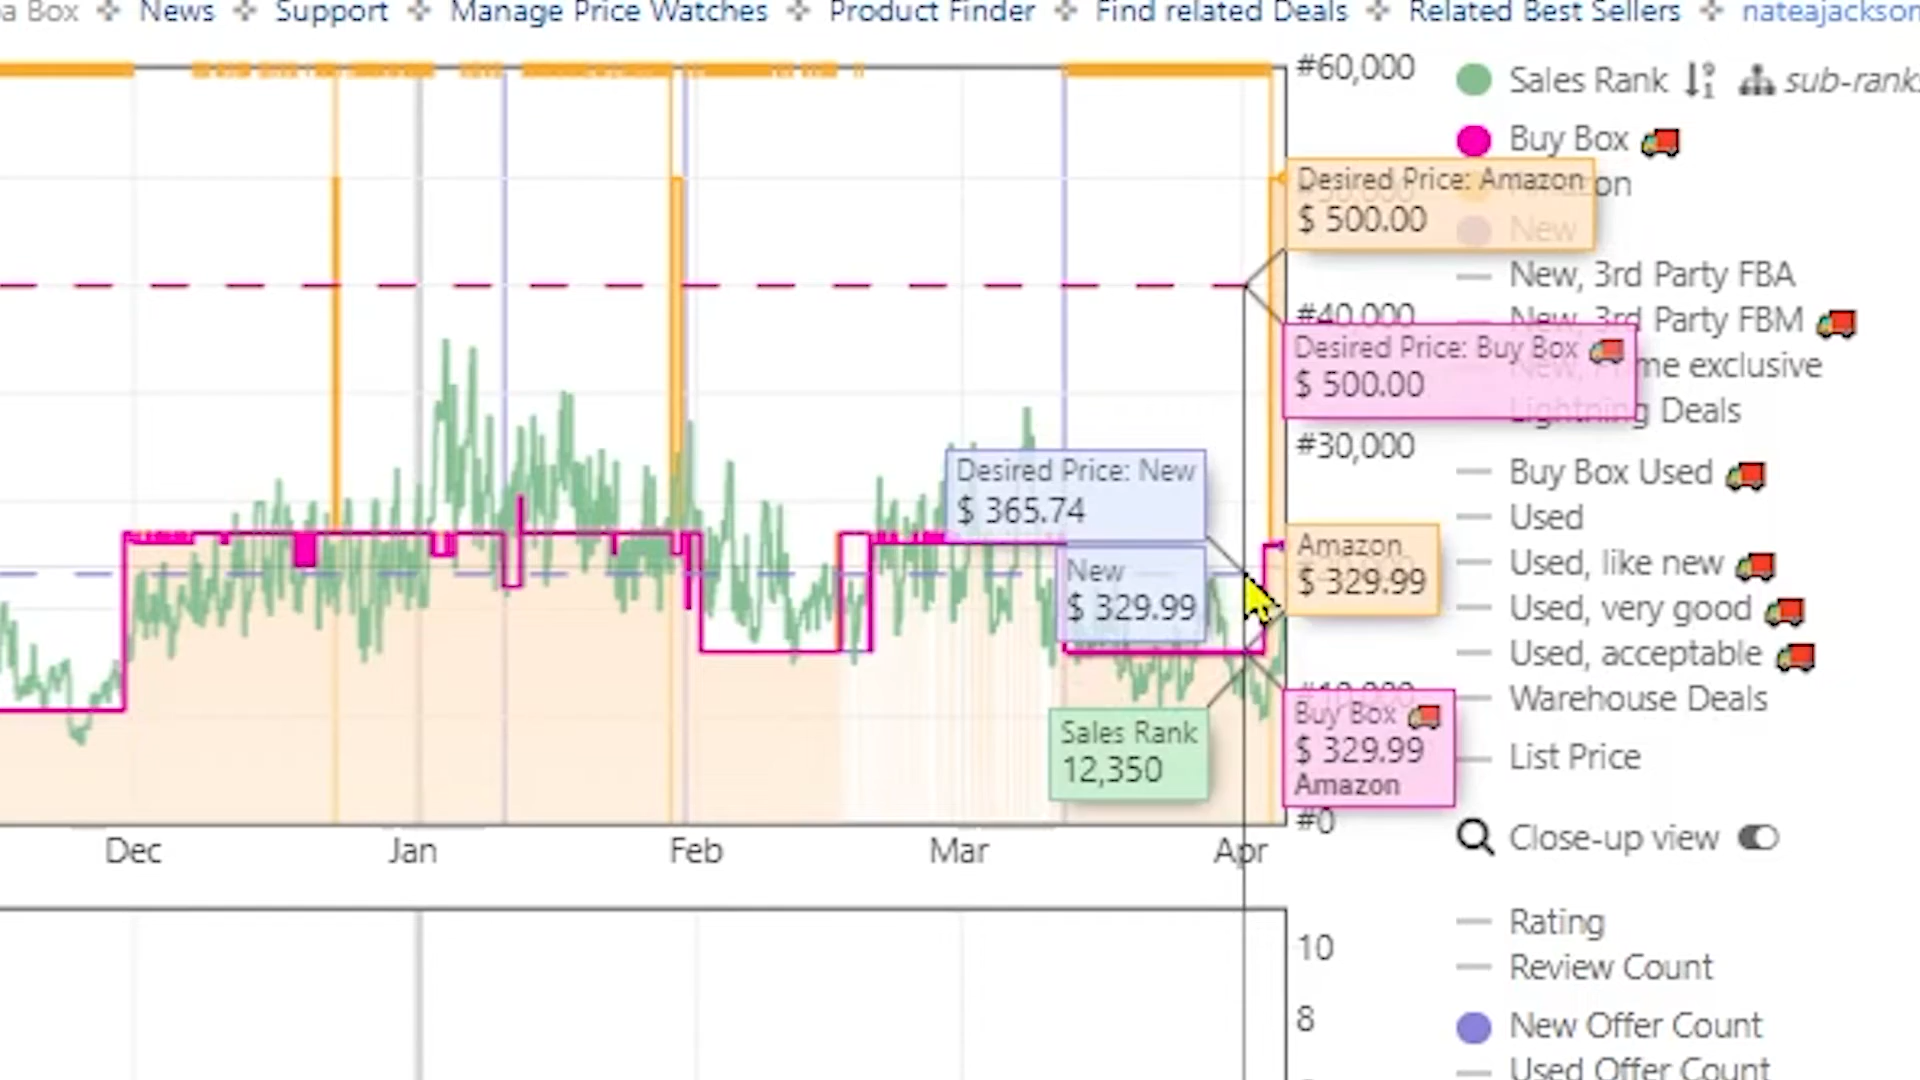 Box ✤ News ✤ Support ✤ Manage Price Watches ✤ Product Finder ✤ Find related Deals ✤ Related Best Sellers ✤ nateajackson
#60,000
Sales Rank
sub-ranks
Buy Box
Desired Price: Amazon
$ 500.00
New
New, 3rd Party FBA
#40,000
New, 3rd Party FBM
Desired Price: Buy Box
$ 500.00
exclusive
Lightning Deals
#30,000
Desired Price: New
$ 365.74
Buy Box Used
Used
Amazon
$ 329.99
New
$ 329.99
Used, like new
Used, very good
Used, acceptable
Warehouse Deals
Sales Rank
12,350
Buy Box
$ 329.99
Amazon
List Price
#0
Dec Jan Feb Mar Apr
Close-up view
10
Rating
Review Count
8
New Offer Count
Used Offer Count